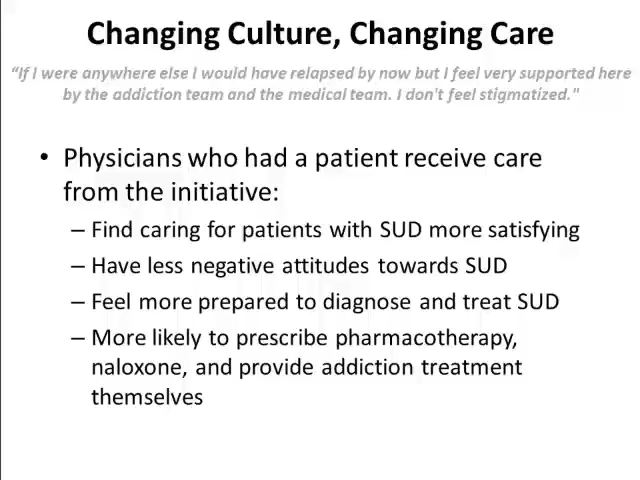 Changing Culture, Changing Care
“If I were anywhere else I would have relapsed by now but I feel very supported here
by the addiction team and the medical team. I don't feel stigmatized."
• Physicians who had a patient receive care
from the initiative:
– Find caring for patients with SUD more satisfying
– Have less negative attitudes towards SUD
– Feel more prepared to diagnose and treat SUD
– More likely to prescribe pharmacotherapy,
naloxone, and provide addiction treatment
themselves